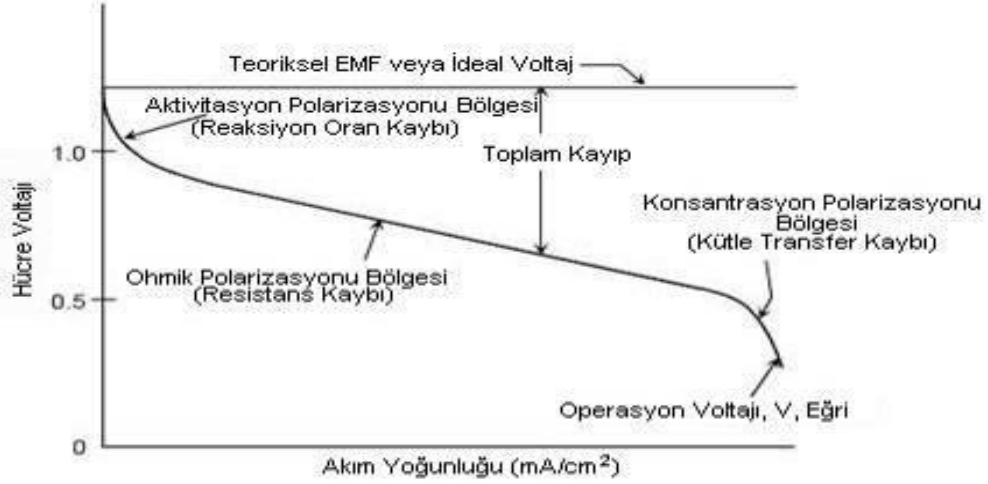 Teoriksel EMF veya İdeal Voltaj
Aktivitasyon Polarizasyonu Bölgesi
(Reaksiyon Oran Kaybı)
1.0
Toplam Kayıp
Konsantrasyon Polarizasyonu
Bölgesi
(Kütle Transfer Kaybı)
Hücre Voltajı
Ohmik Polarizasyonu Bölgesi
(Resistans Kaybı)
0.5
Operasyon Voltajı, V, Eğri
0
Akım Yoğunluğu (mA/cm²)